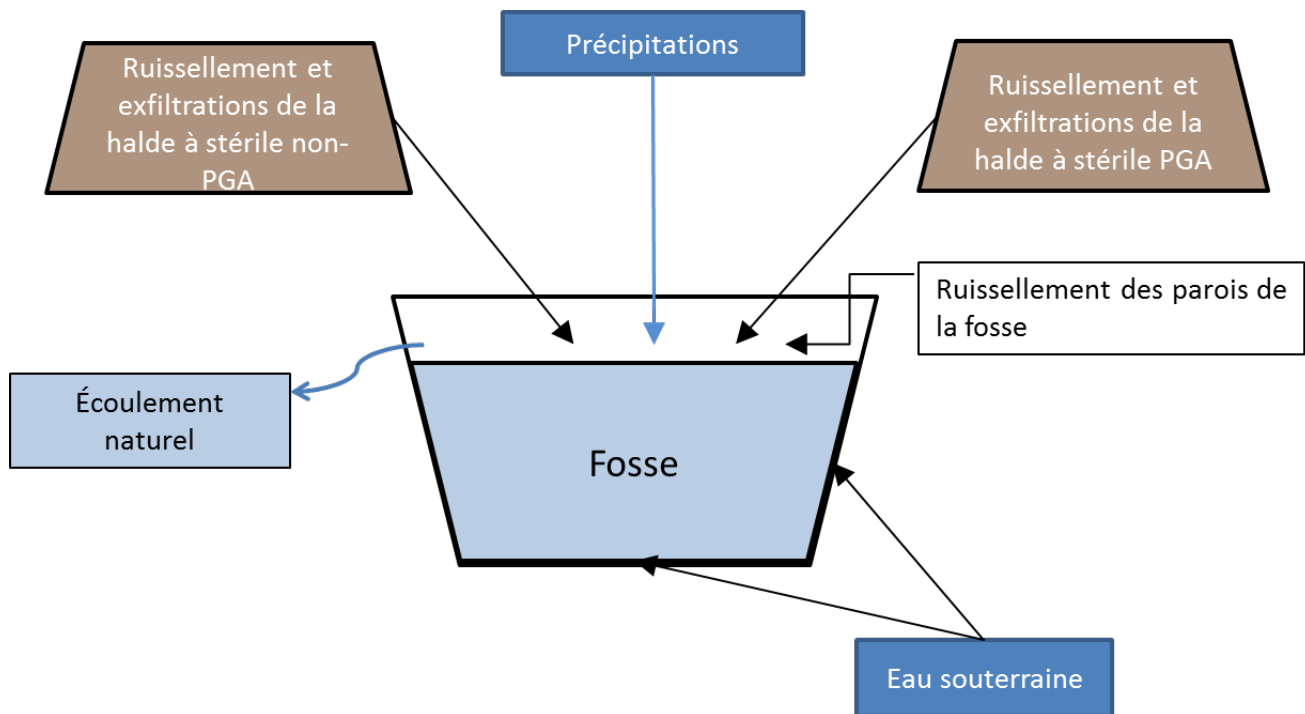 Précipitations
Ruissellement et
exfiltrations de la
halde à stérile non-
PGA
Ruissellement et
exfiltrations de la
halde à stérile PGA
Ruissellement des parois de
la fosse
Écoulement
naturel
Fosse
Eau souterraine